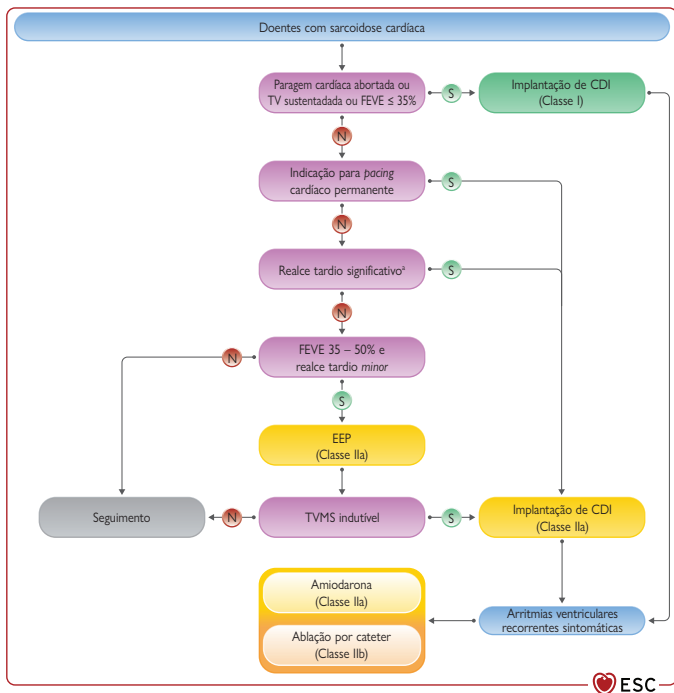 Doentes com sarcoidose cardíaca
Paragem cardíaca abortada ou
TV sustentadada ou FEVE ≤ 35%
S
Implantação de CDI
(Classe I)
N
Indicação para pacing
cardíaco permanente
S
N
Realce tardio significativoᵃ
S
N
FEVE 35 – 50% e
realce tardio minor
N
S
EEP
(Classe IIa)
Seguimento
N
TVMS indutível
S
Implantação de CDI
(Classe IIa)
Amiodarona
(Classe IIa)
Ablação por cateter
(Classe IIb)
Arritmias ventriculares
recorrentes sintomáticas
ESC